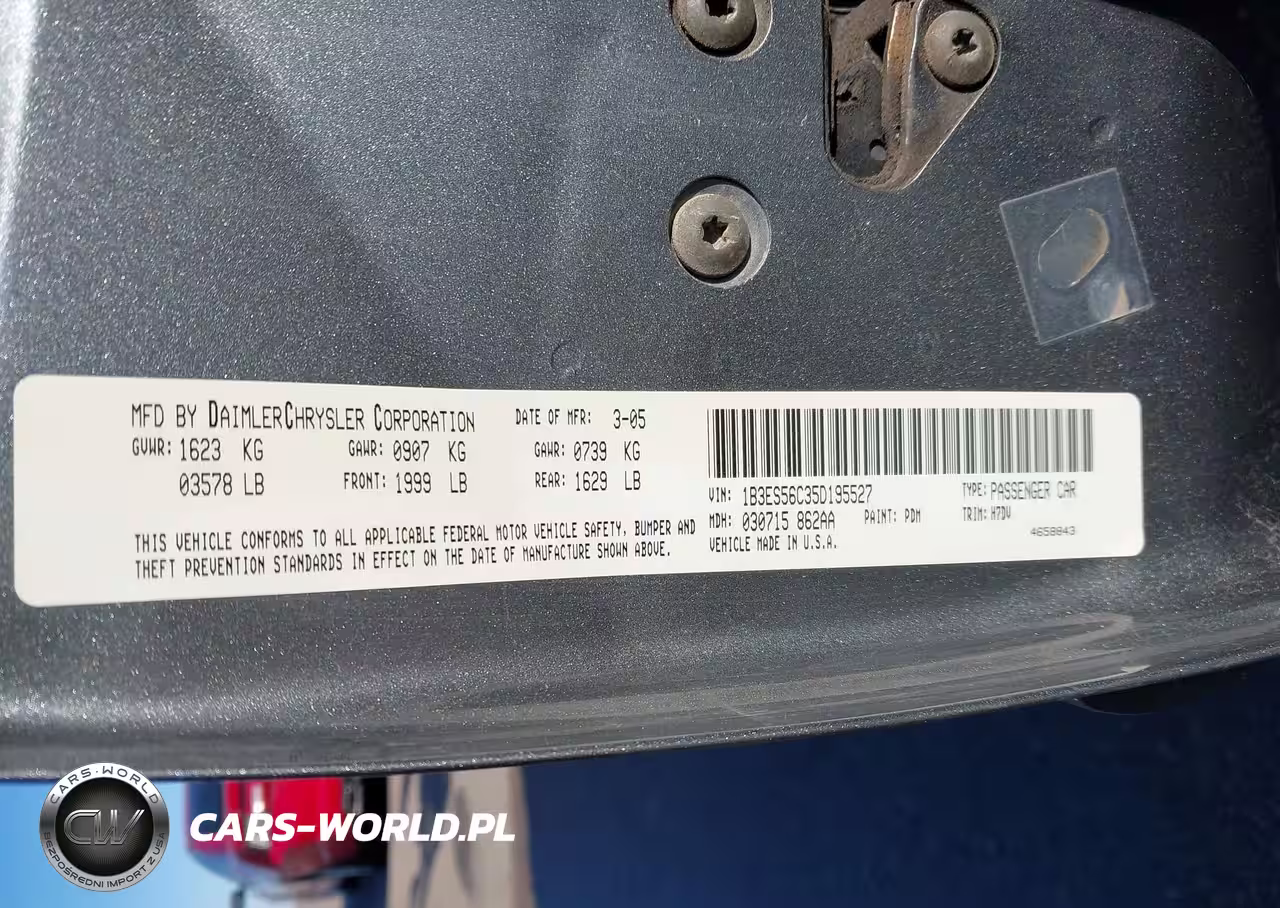 MFD BY DAIMLERCHRYSLER CORPORATION DATE OF MFR: 3-05
GVWR: 1623 KG GAWR: 0907 KG GAWR: 0739 KG
03578 LB FRONT: 1999 LB REAR: 1629 LB
THIS VEHICLE CONFORMS TO ALL APPLICABLE FEDERAL MOTOR VEHICLE SAFETY, BUMPER AND
THEFT PREVENTION STANDARDS IN EFFECT ON THE DATE OF MANUFACTURE SHOWN ABOVE.
VIN: 1B3ES56C35D195527 TYPE: PASSENGER CAR
MDH: 030715 862AA PAINT: PDM TRIM: H7DV
VEHICLE MADE IN U.S.A. 4658843
CARS-WORLD
CW
BEZPOŚREDNI IMPORT Z USA
CARS-WORLD.PL